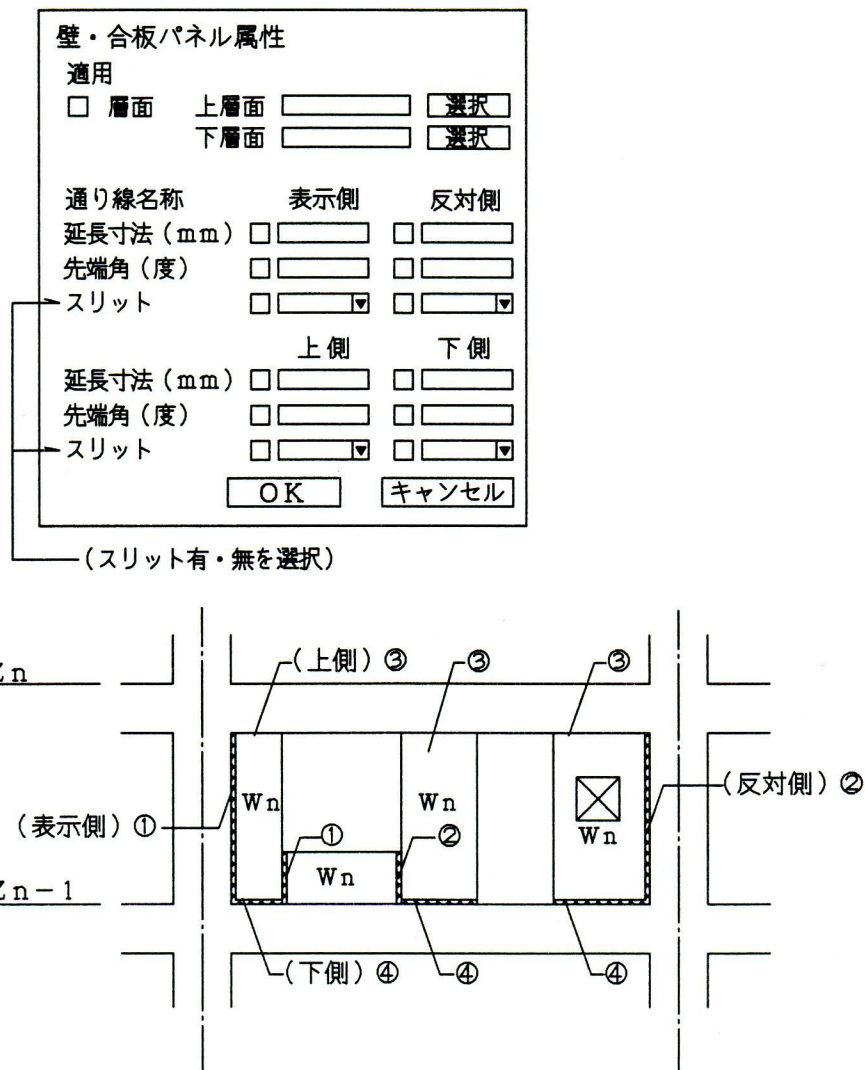 壁・合板パネル属性
適用
□ 層面 上層面 選択
下層面 選択
通り線名称 表示側 反対側
延長寸法(mm)
先端角(度)
スリット
上側 下側
延長寸法(mm)
先端角(度)
スリット
OK キャンセル
(スリット有・無を選択)
Zn
(上側)③ ③ ③
(反対側)②
Wn Wn Wn
(表示側)① ① ②
Wn
Zn-1
(下側)④ ④ ④